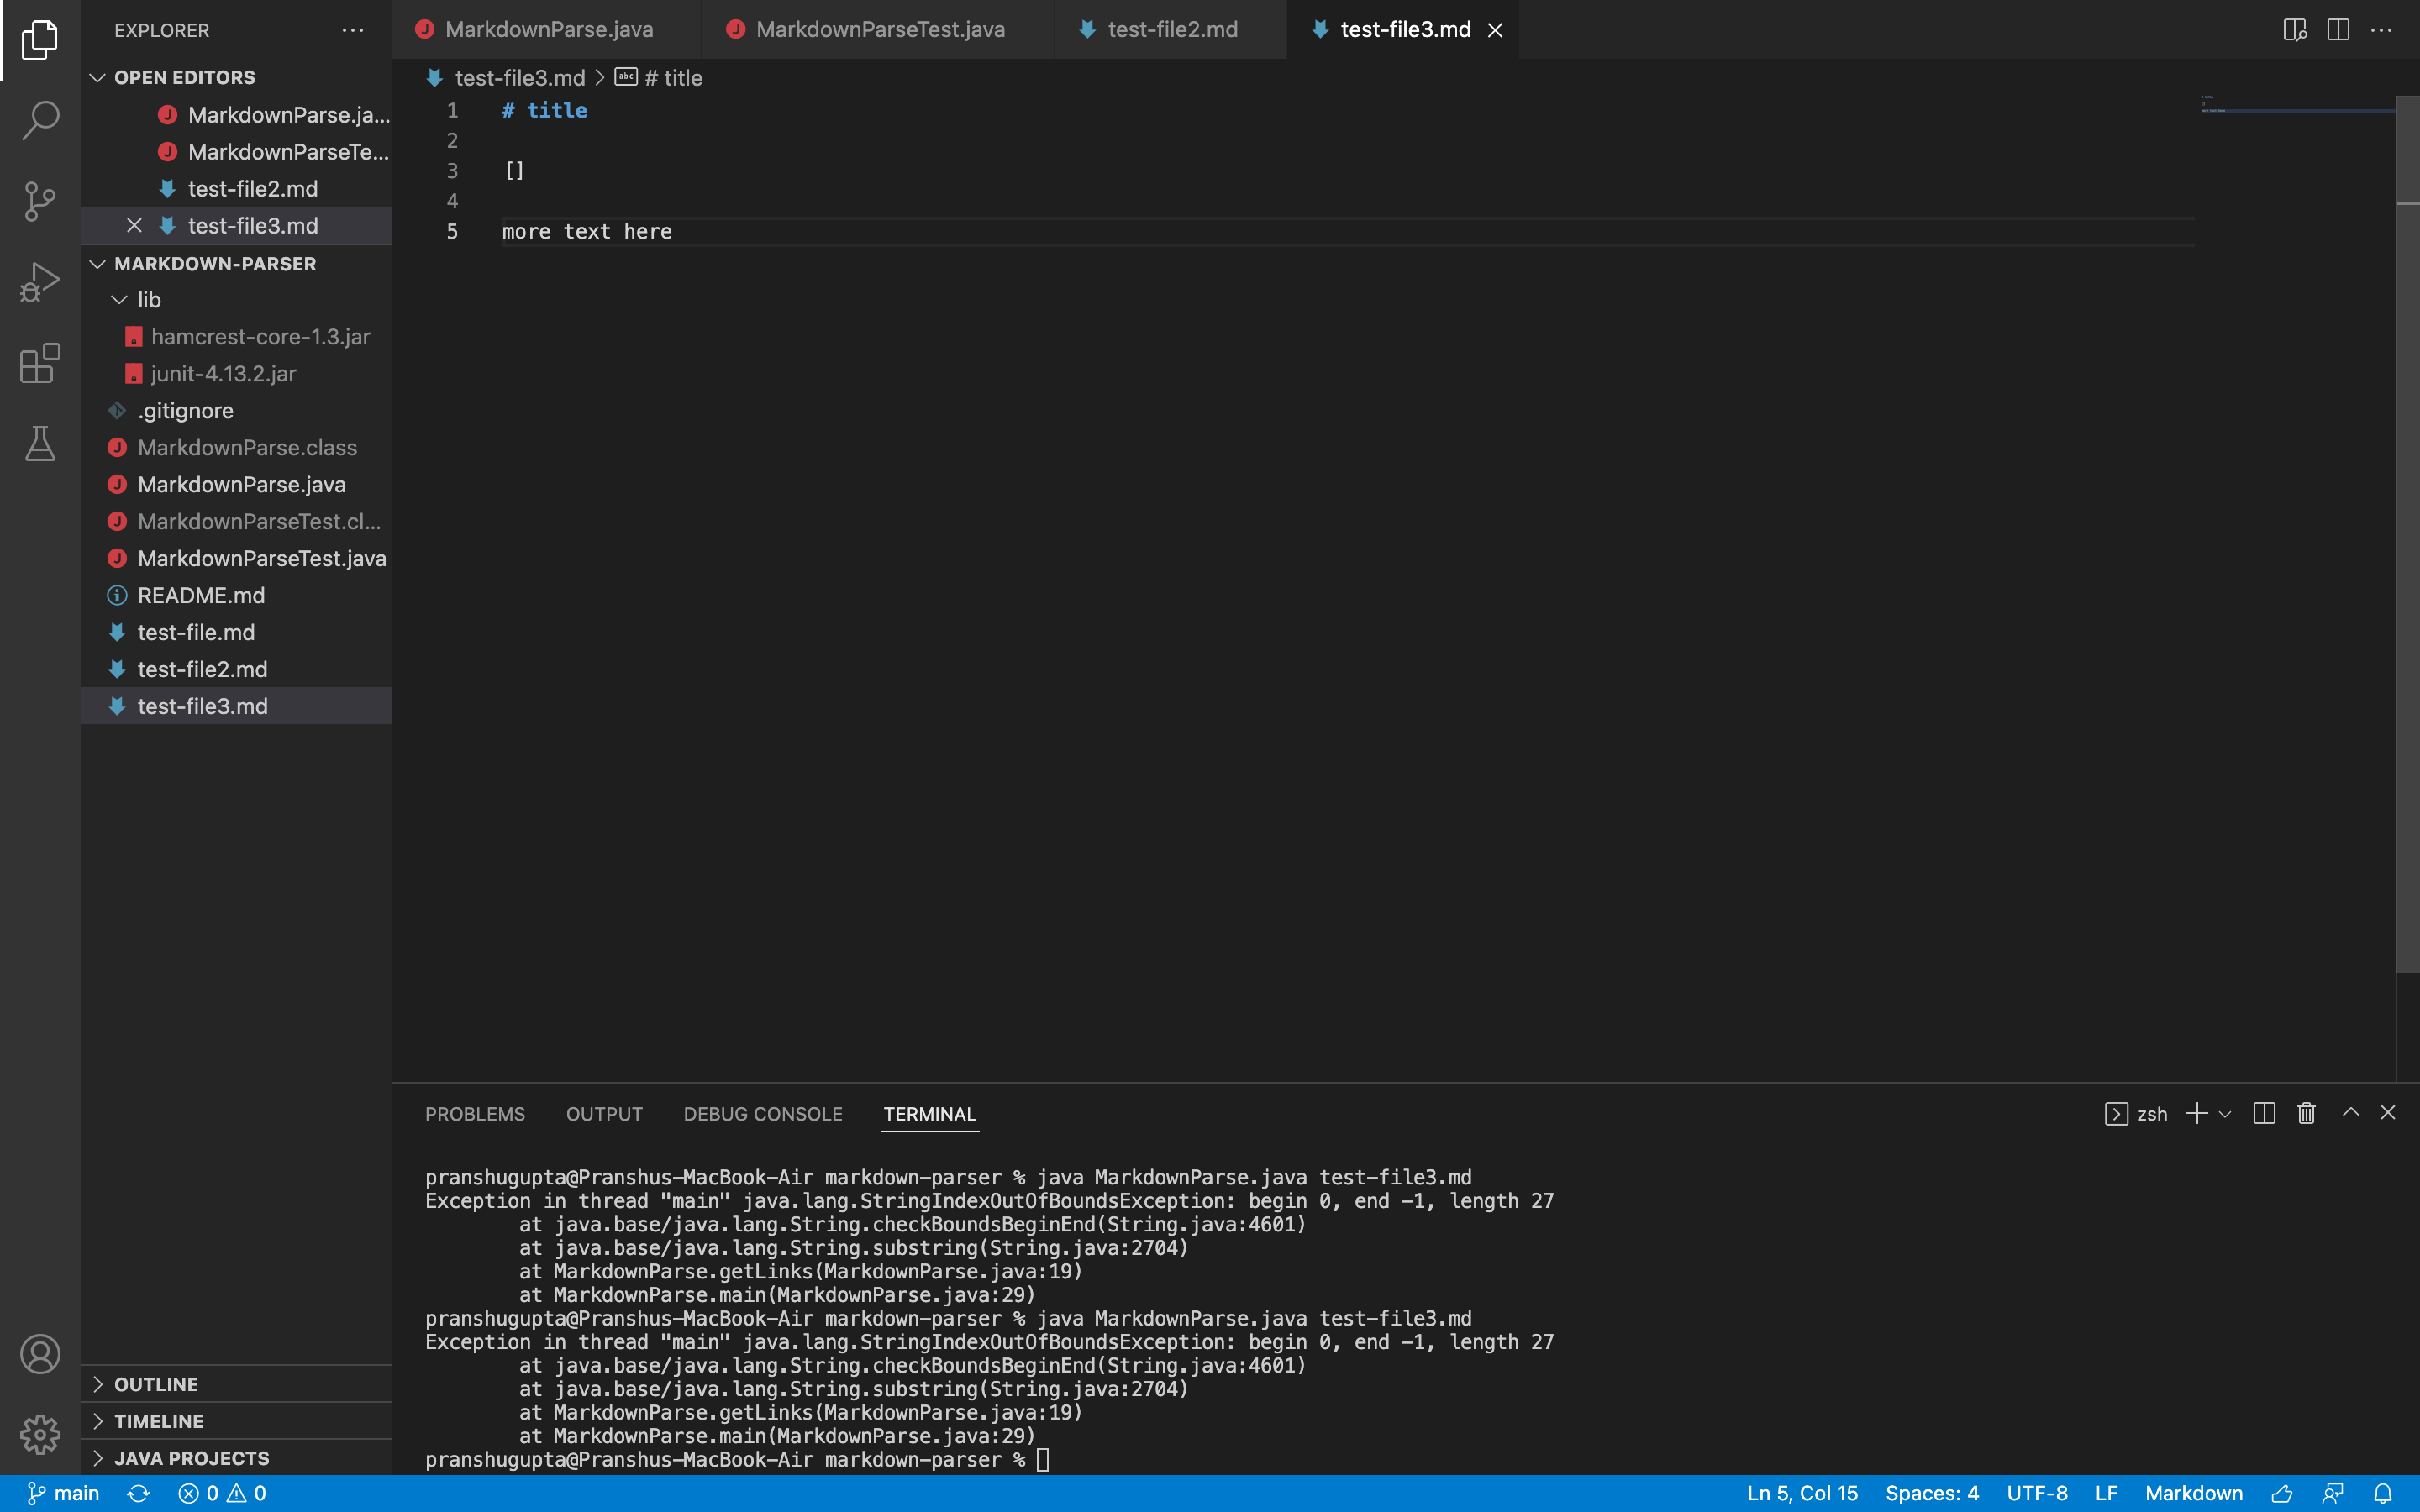 EXPLORER
OPEN EDITORS
MarkdownParse.ja...
MarkdownParseTe...
test-file2.md
test-file3.md
MARKDOWN-PARSER
lib
hamcrest-core-1.3.jar
junit-4.13.2.jar
.gitignore
MarkdownParse.class
MarkdownParse.java
MarkdownParseTest.cl...
MarkdownParseTest.java
README.md
test-file.md
test-file2.md
test-file3.md
OUTLINE
TIMELINE
JAVA PROJECTS
MarkdownParse.java MarkdownParseTest.java test-file2.md test-file3.md
test-file3.md > abc # title
1 # title
2
3 []
4
5 more text here
PROBLEMS OUTPUT DEBUG CONSOLE TERMINAL zsh
pranshugupta@Pranshus-MacBook-Air markdown-parser % java MarkdownParse.java test-file3.md
Exception in thread "main" java.lang.StringIndexOutOfBoundsException: begin 0, end -1, length 27
at java.base/java.lang.String.checkBoundsBeginEnd(String.java:4601)
at java.base/java.lang.String.substring(String.java:2704)
at MarkdownParse.getLinks(MarkdownParse.java:19)
at MarkdownParse.main(MarkdownParse.java:29)
pranshugupta@Pranshus-MacBook-Air markdown-parser % java MarkdownParse.java test-file3.md
Exception in thread "main" java.lang.StringIndexOutOfBoundsException: begin 0, end -1, length 27
at java.base/java.lang.String.checkBoundsBeginEnd(String.java:4601)
at java.base/java.lang.String.substring(String.java:2704)
at MarkdownParse.getLinks(MarkdownParse.java:19)
at MarkdownParse.main(MarkdownParse.java:29)
pranshugupta@Pranshus-MacBook-Air markdown-parser %
main 0 0 Ln 5, Col 15 Spaces: 4 UTF-8 LF Markdown